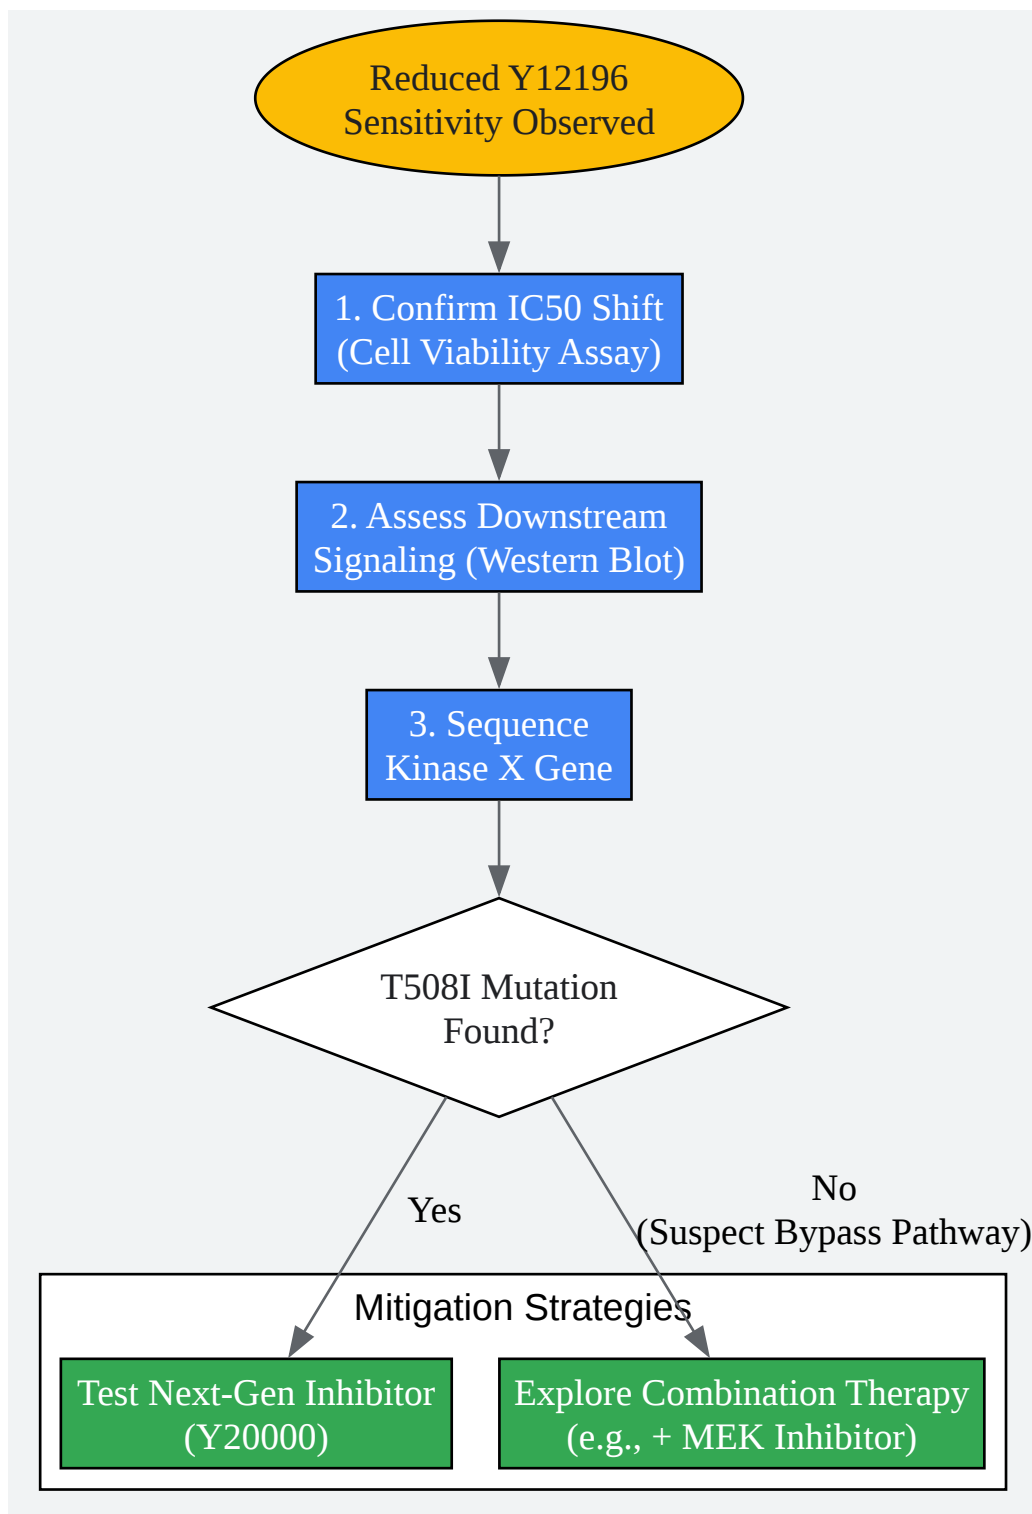 Reduced Y12196
Sensitivity Observed
1. Confirm IC50 Shift
(Cell Viability Assay)
2. Assess Downstream
Signaling (Western Blot)
3. Sequence
Kinase X Gene
T508I Mutation
Found?
Yes
No
(Suspect Bypass Pathway)
Mitigation Strategies
Test Next-Gen Inhibitor
(Y20000)
Explore Combination Therapy
(e.g., + MEK Inhibitor)